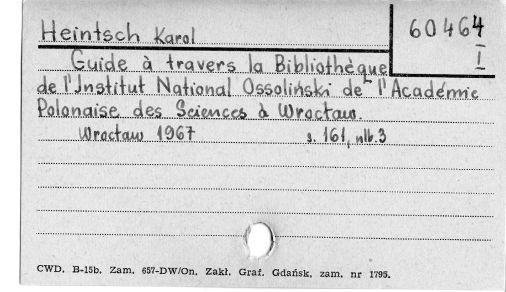 Heintsch Karol
60464
I
Guide à travers la Bibliothèque
de l'Institut National Ossoliński de l'Académie
Polonaise des Sciences à Wrocław.
Wrocław 1967 s. 161, nlb. 3
CWD. B-15b. Zam. 657-DW/On. Zakł. Graf. Gdańsk, zam. nr 1795.